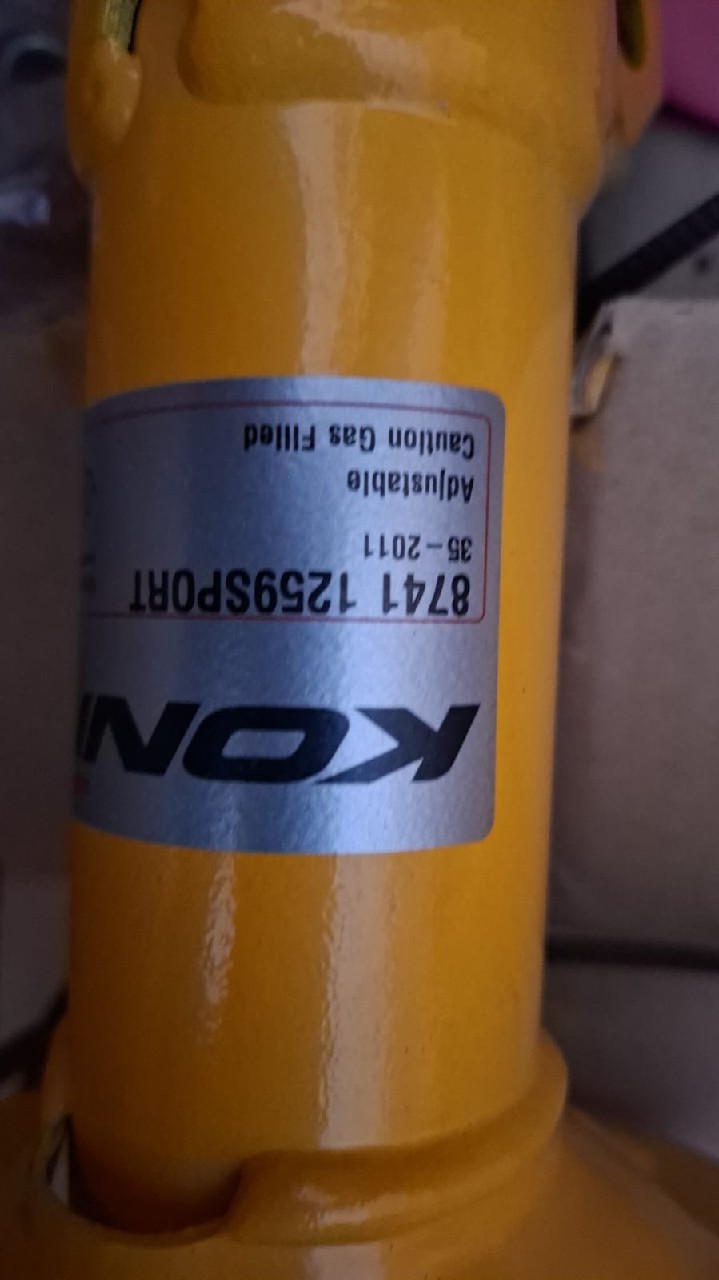 KONI
8741 1259SPORT
35-2011
Adjustable
Caution Gas Filled